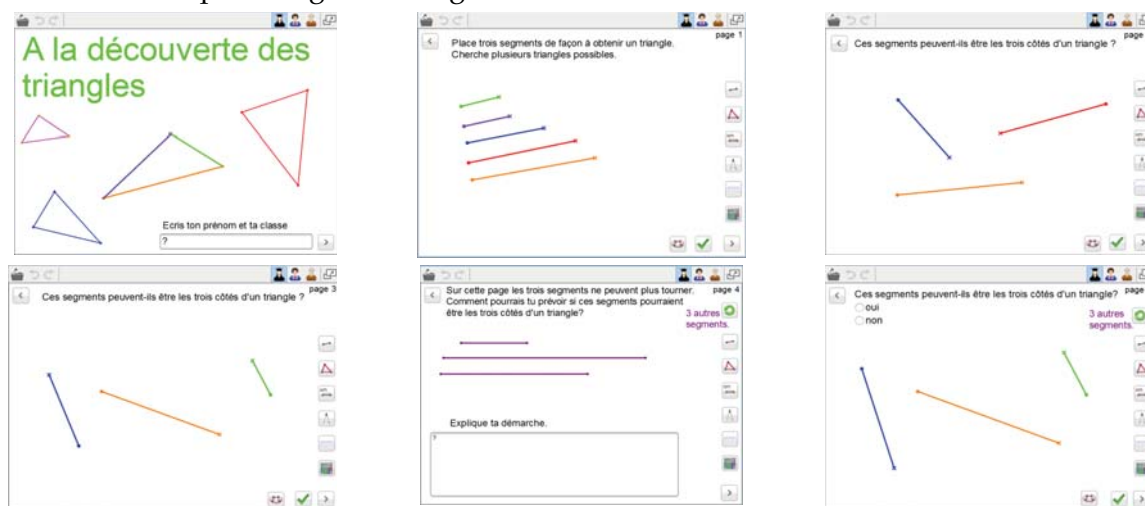 A la découverte des
triangles
Ecris ton prénom et ta classe
?
page 1
Place trois segments de façon à obtenir un triangle.
Cherche plusieurs triangles possibles.
page
Ces segments peuvent-ils être les trois côtés d'un triangle ?
page 3
Ces segments peuvent-ils être les trois côtés d'un triangle ?
Sur cette page les trois segments ne peuvent plus tourner.
page 4
Comment pourrais tu prévoir si ces segments pourraient
être les trois côtés d'un triangle?
3 autres
segments.
Explique ta démarche.
?
page
Ces segments peuvent-ils être les trois côtés d'un triangle?
oui
non
3 autres
segments.